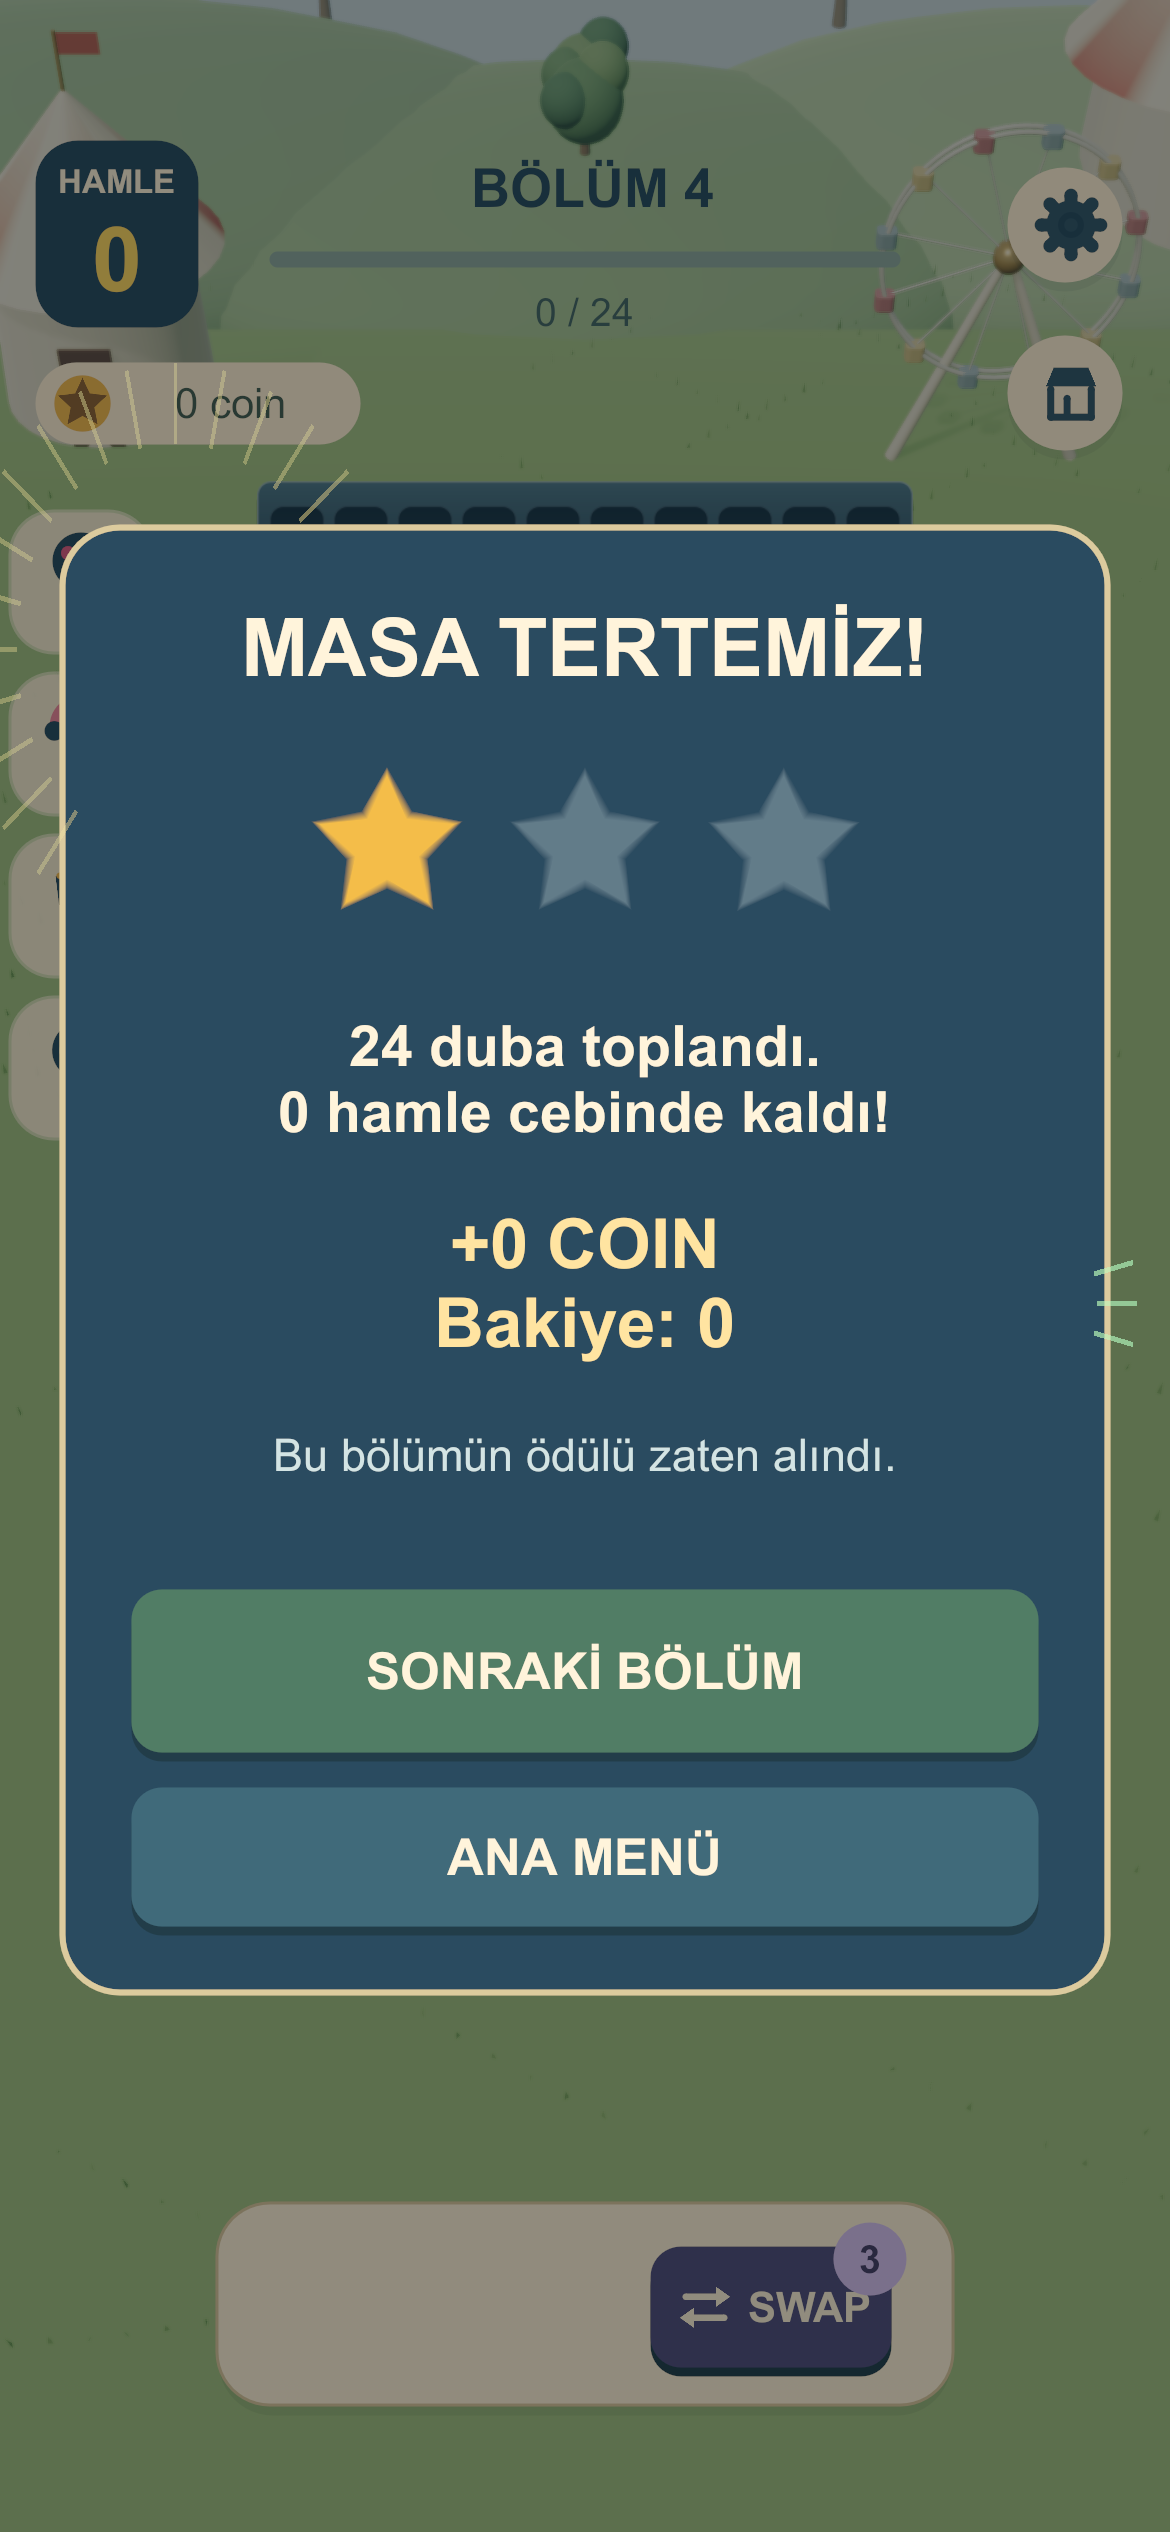 HAMLE
0
BÖLÜM 4
0 / 24
0 coin
MASA TERTEMİZ!
24 duba toplandı.
0 hamle cebinde kaldı!
+0 COIN
Bakiye: 0
Bu bölümün ödülü zaten alındı.
SONRAKİ BÖLÜM
ANA MENÜ
3
SWAP